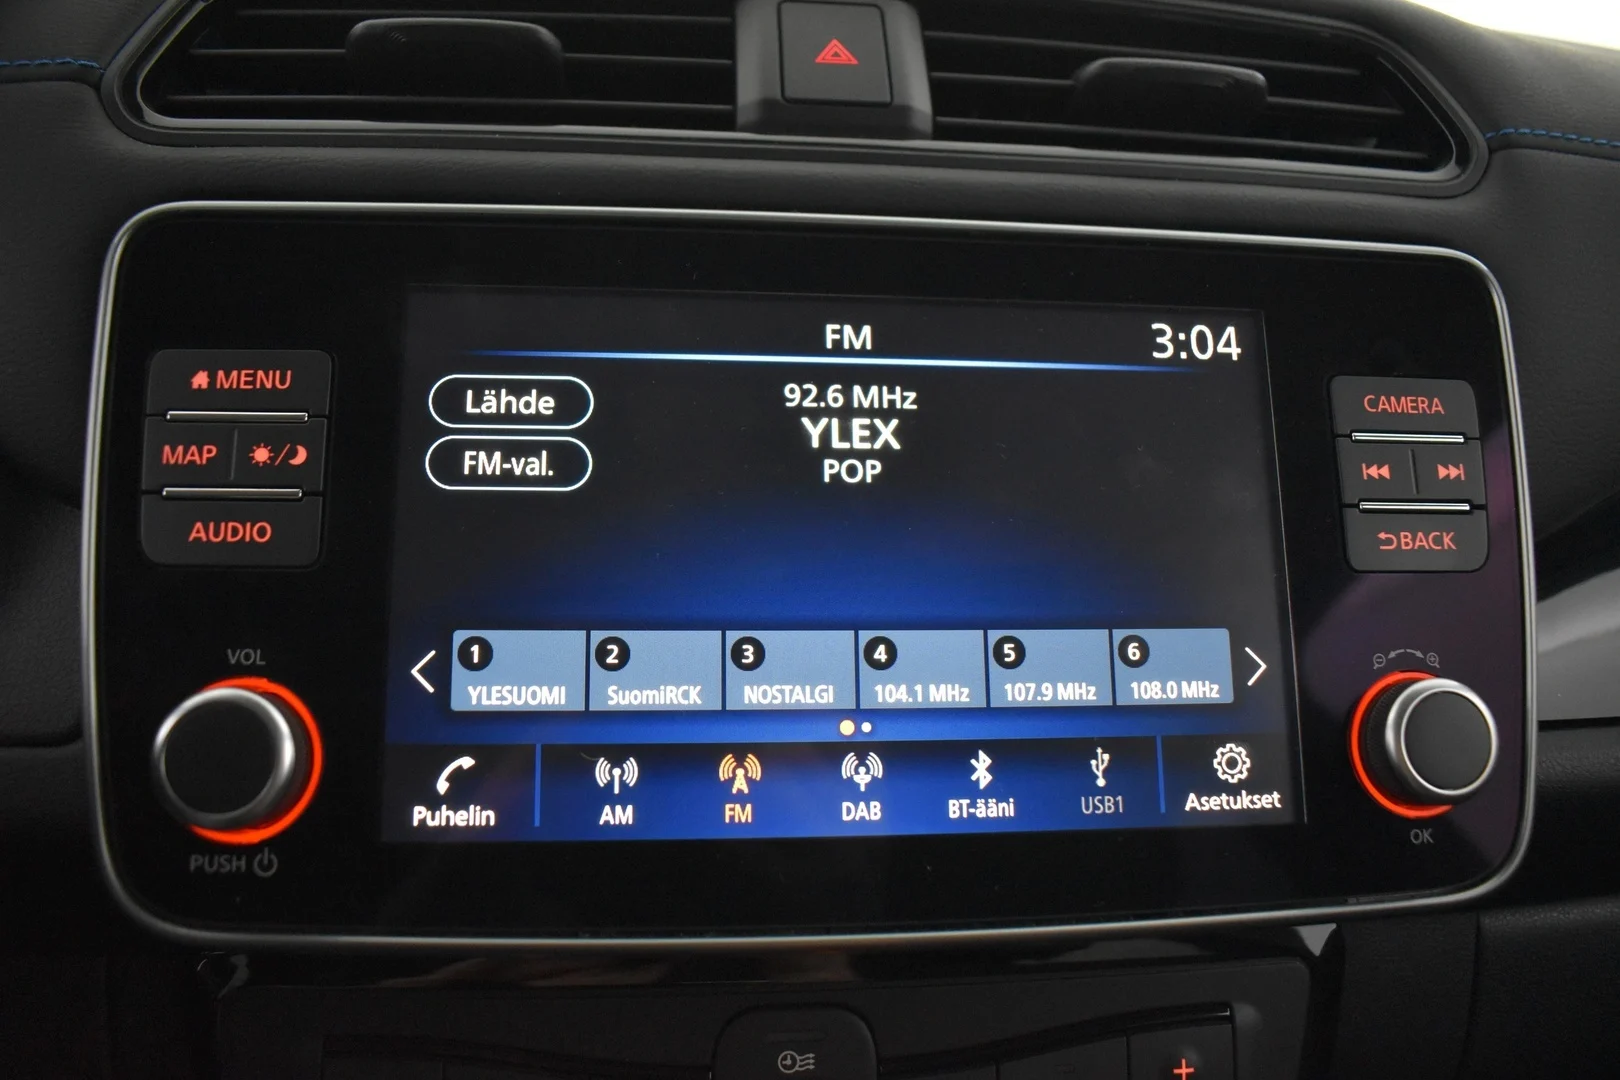 FM
3:04
MENU
MAP
AUDIO
VOL
PUSH
Lähde
FM-val.
92.6 MHz
YLEX
POP
1
YLESUOMI
2
SuomiRCK
3
NOSTALGI
4
104.1 MHz
5
107.9 MHz
6
108.0 MHz
Puhelin
AM
FM
DAB
BT-ääni
USB1
Asetukset
CAMERA
BACK
OK